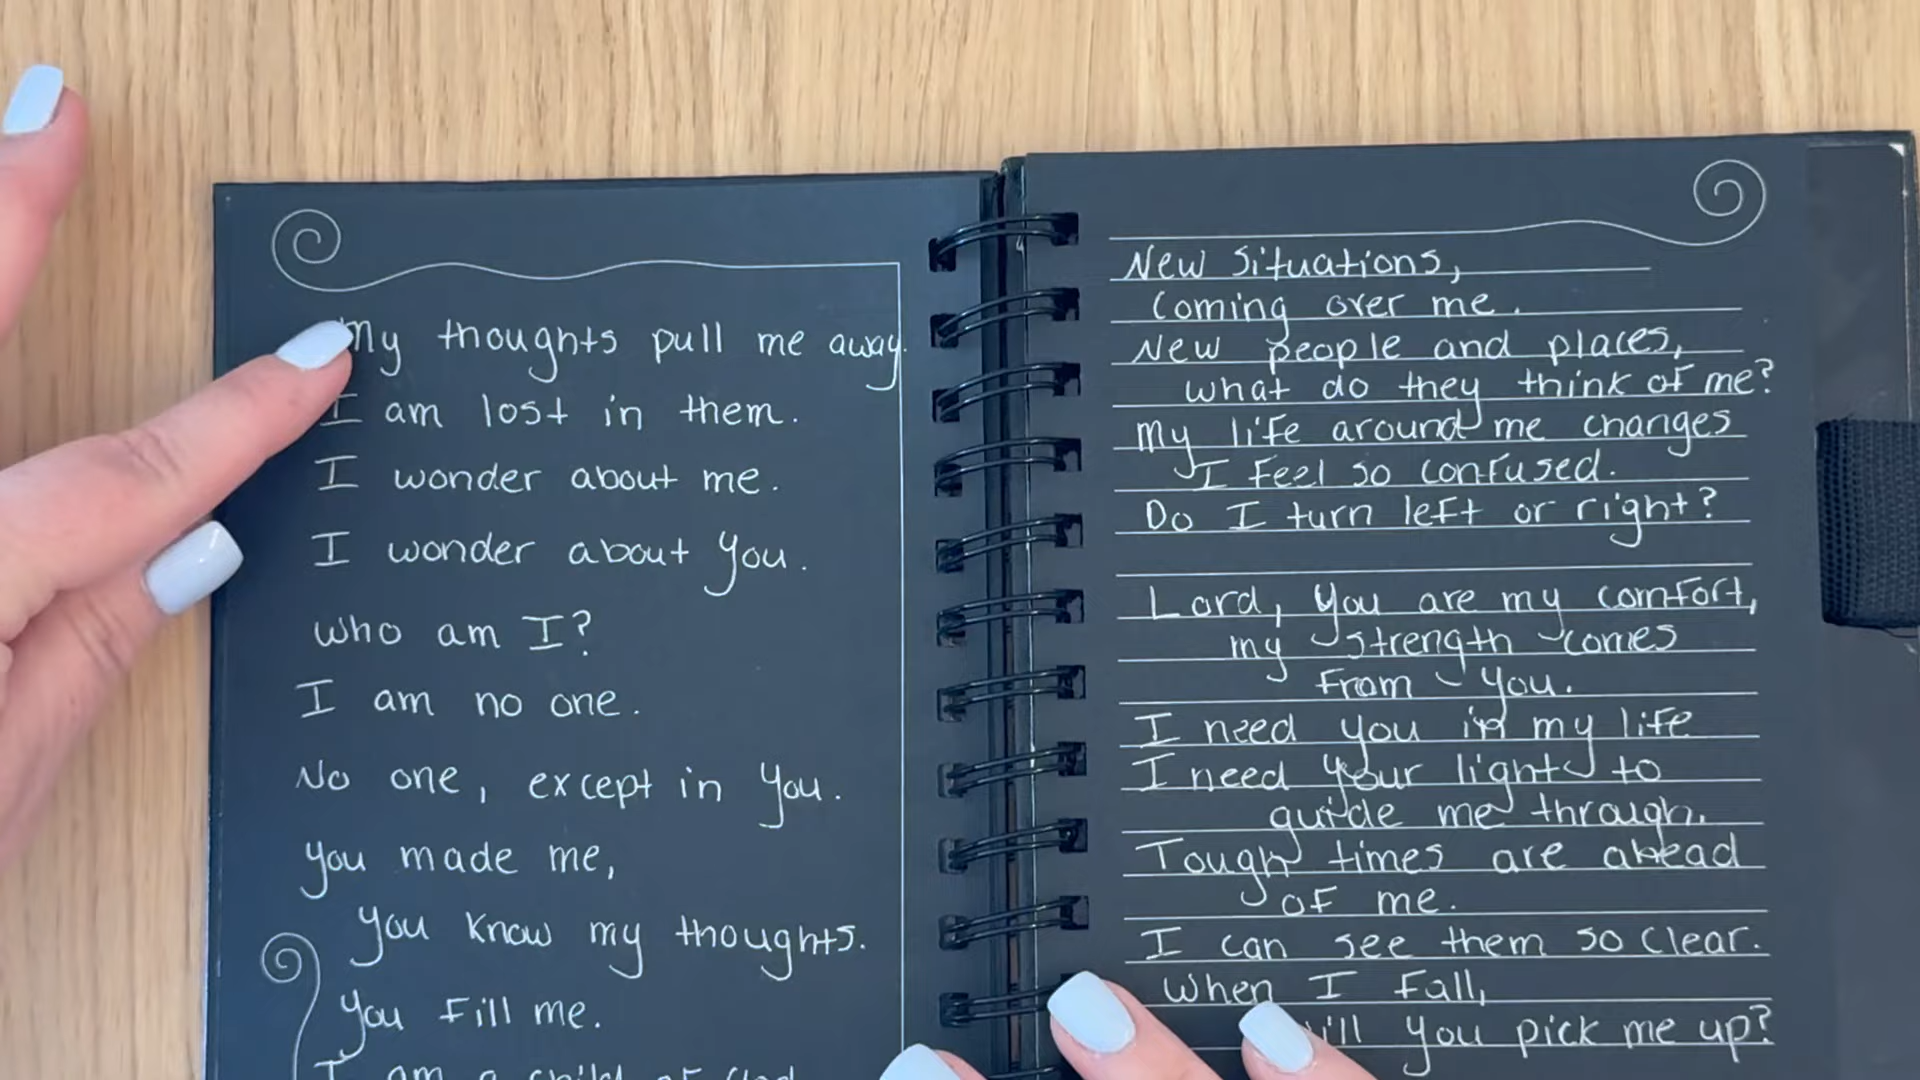 My thoughts pull me away.
I am lost in them.
I wonder about me.
I wonder about you.
Who am I?
I am no one.
No one, except in you.
You made me,
You know my thoughts.
You fill me.
I am a child of God
New situations,
Coming over me.
New people and places,
what do they think of me?
My life around me changes
I feel so confused.
Do I turn left or right?
Lord, you are my comfort,
my strength comes
from you.
I need you in my life
I need your light to
guide me through.
Tough times are ahead
of me.
I can see them so clear.
When I fall,
you pick me up?